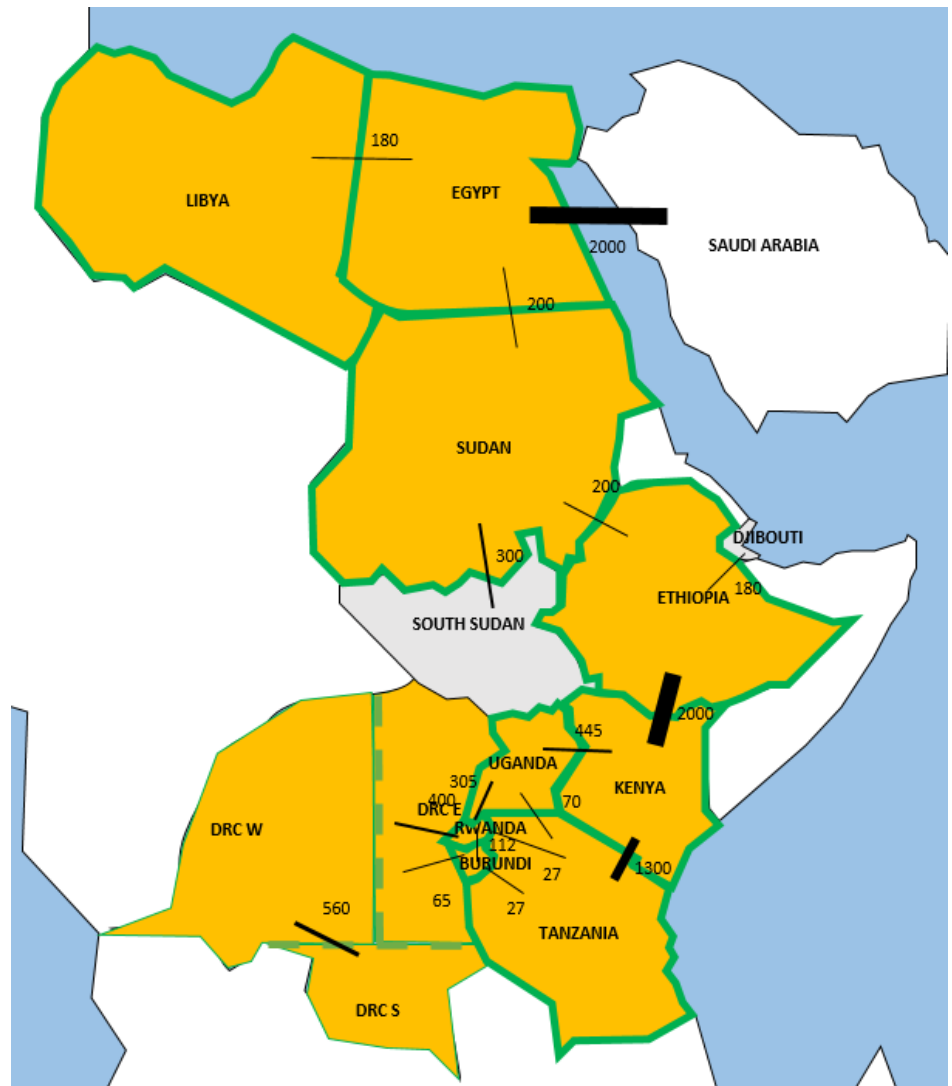 180
LIBYA
EGYPT
2000
SAUDI ARABIA
200
SUDAN
200
300
DJIBOUTI
180
ETHIOPIA
SOUTH SUDAN
2000
445
UGANDA
305
KENYA
400
70
DRC E
DRC W
RWANDA
112
BURUNDI
1300
27
65
27
560
TANZANIA
DRC S